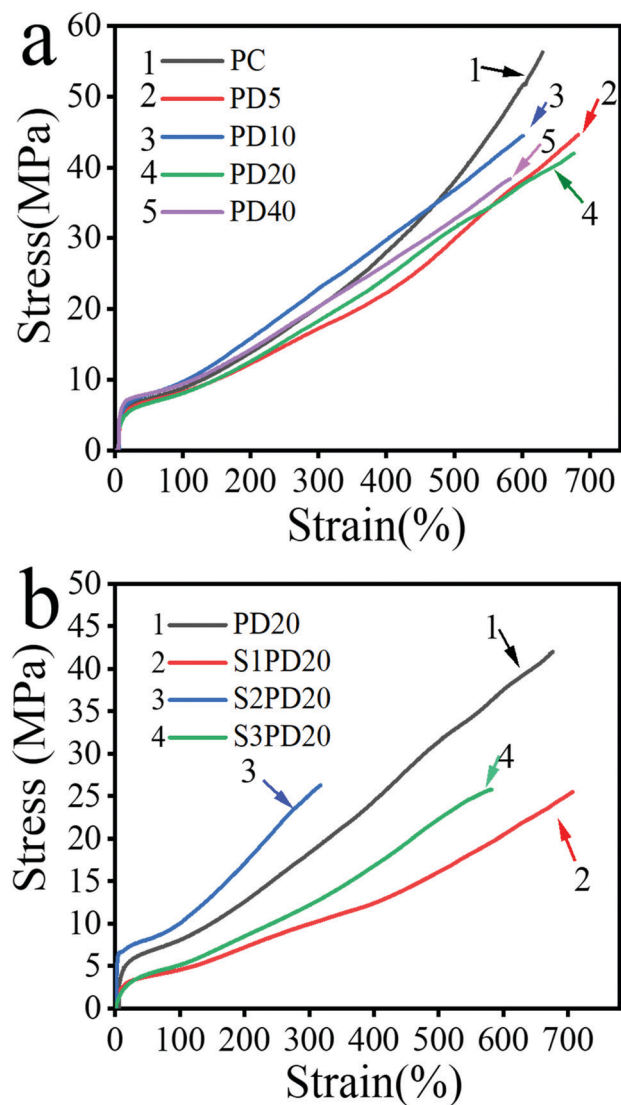 a
60
50
40
30
20
10
0
Stress(MPa)
1 PC
2 PD5
3 PD10
4 PD20
5 PD40
1
3
2
5
4
0 100 200 300 400 500 600 700
Strain(%)
b
50
45
40
35
30
25
20
15
10
5
0
Stress (MPa)
1 PD20
2 S1PD20
3 S2PD20
4 S3PD20
1
3
4
2
0 100 200 300 400 500 600 700
Strain(%)